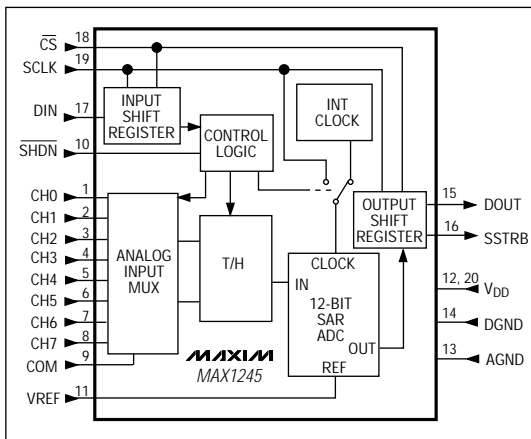 CS 18
SCLK 19
DIN 17
SHDN 10
CH0 1
CH1 2
CH2 3
CH3 4
CH4 5
CH5 6
CH6 7
CH7 8
COM 9
VREF 11
INPUT
SHIFT
REGISTER
CONTROL
LOGIC
INT
CLOCK
ANALOG
INPUT
MUX
T/H
CLOCK
IN
12-BIT
SAR
ADC
OUT
REF
OUTPUT
SHIFT
REGISTER
MAXIM
MAX1245
15 DOUT
16 SSTRB
12, 20 VDD
14 DGND
13 AGND